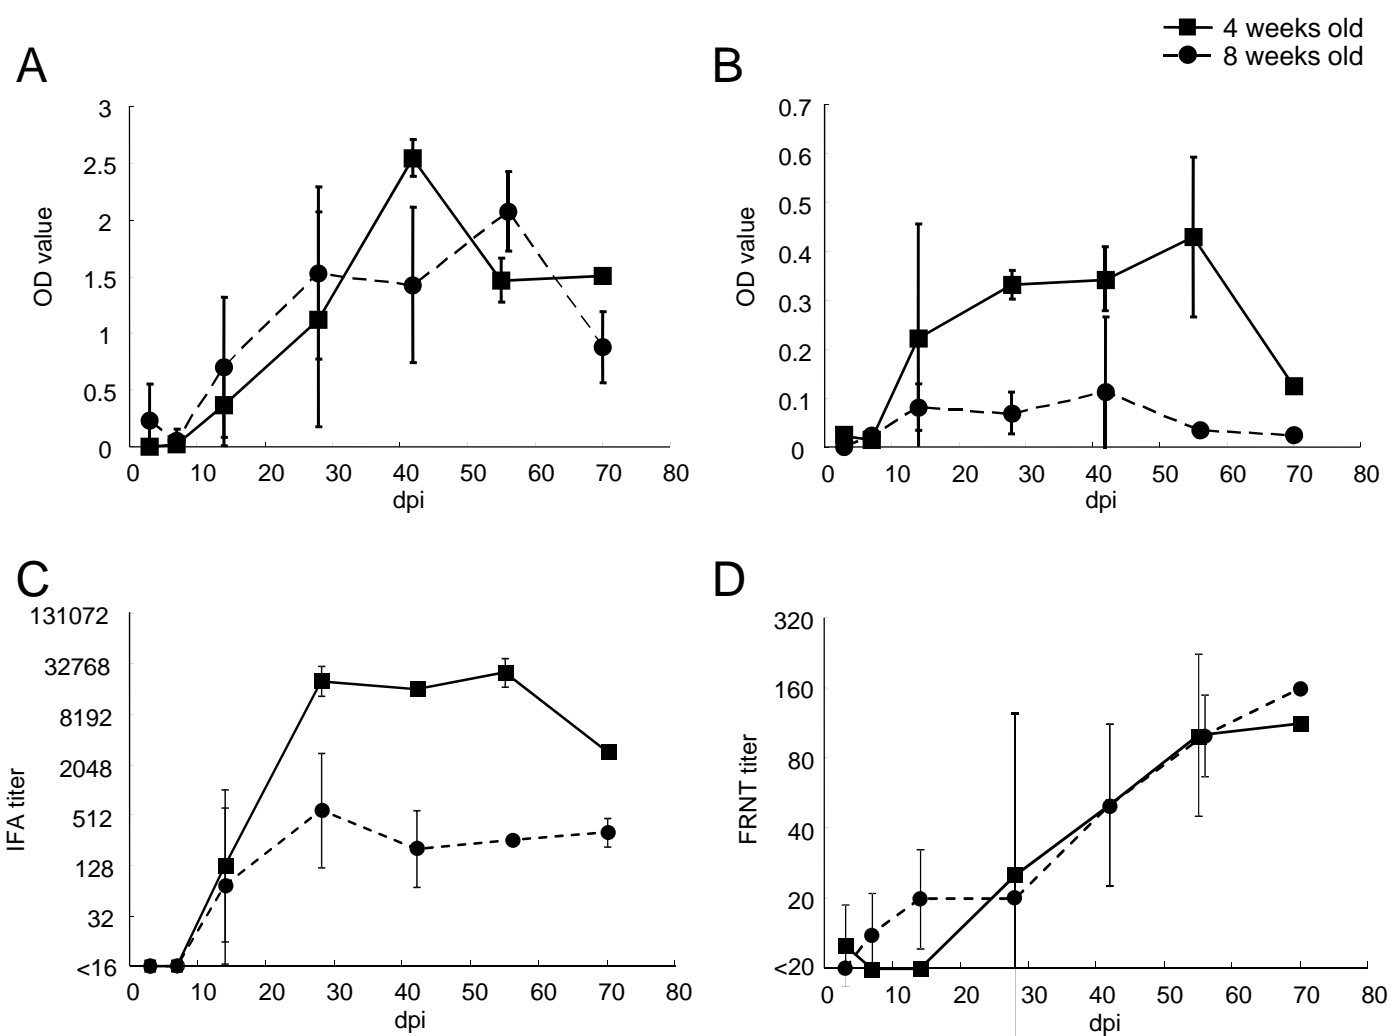 4 weeks old
8 weeks old
A
B
3
2.5
2
1.5
1
0.5
0
OD value
0 10 20 30 40 50 60 70 80
dpi
0.7
0.6
0.5
0.4
0.3
0.2
0.1
0
OD value
0 10 20 30 40 50 60 70 80
dpi
C
D
131072
32768
8192
2048
512
128
32
<16
IFA titer
0 10 20 30 40 50 60 70 80
dpi
320
160
80
40
20
<20
FRNT titer
0 10 20 30 40 50 60 70 80
dpi